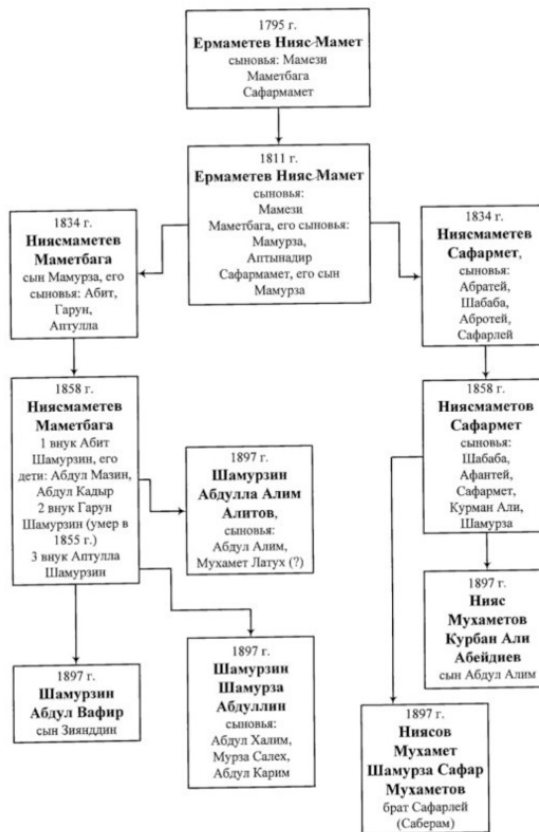 1795 г.
Ермаметев Нияс-Мамет
сыновья: Мамези
Маметбага
Сафармамет
1811 г.
Ермаметев Нияс-Мамет
сыновья:
Мамези
Маметбага, его сыновья:
Мамурза,
Аптынадир
Сафармамет, его сын
Мамурза
1834 г.
Ниясмаметев
Маметбага
сын Мамурза, его
сыновья: Абит,
Гарун,
Аптулла
1834 г.
Ниясмаметев
Сафармет,
сыновья:
Абратей,
Шабаба,
Абротей,
Сафарлей
1858 г.
Ниясмаметев
Маметбага
1 внук Абит
Шамурзин, его
дети: Абдул Мазин,
Абдул Кадыр
2 внук Гарун
Шамурзин (умер в
1855 г.)
3 внук Аптулла
Шамурзин
1858 г.
Ниясмаметов
Сафармет
сыновья:
Шабаба,
Афантей,
Сафармет,
Курман Али,
Шамурза
1897 г.
Шамурзин
Абдулла Алим
Алитов,
сыновья:
Абдул Алим,
Мухамет Латух (?)
1897 г.
Нияс
Мухаметов
Курбан Али
Абейдиев
сын Абдул Алим
1897 г.
Шамурзин
Абдул Вафир
сын Зиянддин
1897 г.
Шамурзин
Шамурза
Абдуллин
сыновья:
Абдул Халим,
Мурза Салех,
Абдул Карим
1897 г.
Ниясов
Мухамет
Шамурза Сафар
Мухаметов
брат Сафарлей
(Саберам)